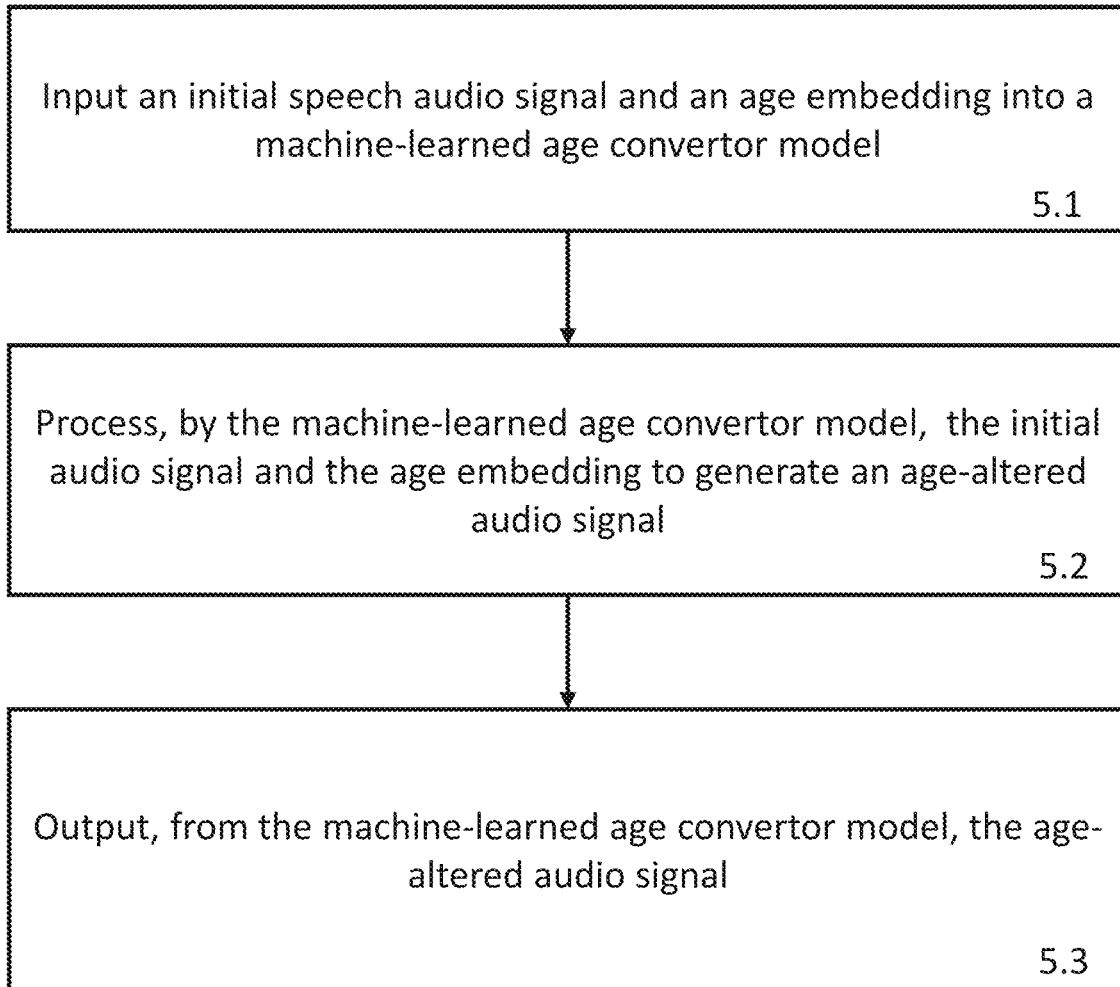 Input an initial speech audio signal and an age embedding into a
machine-learned age convertor model
5.1
Process, by the machine-learned age convertor model,  the initial
audio signal and the age embedding to generate an age-altered
audio signal
5.2
Output, from the machine-learned age convertor model, the age-
altered audio signal
5.3